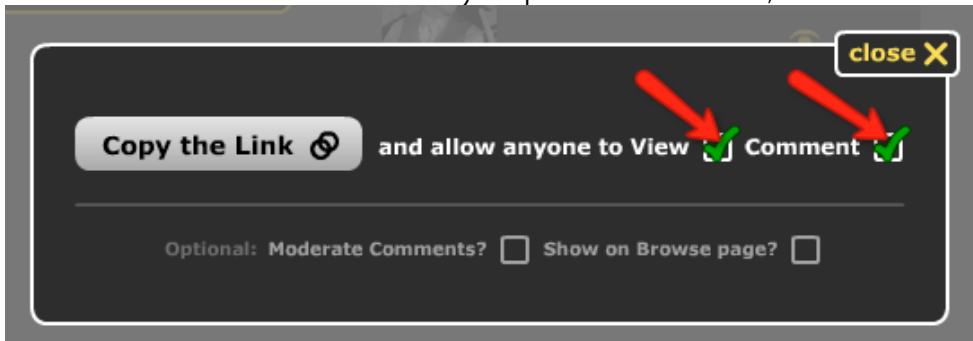 close
Copy the Link and allow anyone to View Comment
Optional: Moderate Comments? Show on Browse page?